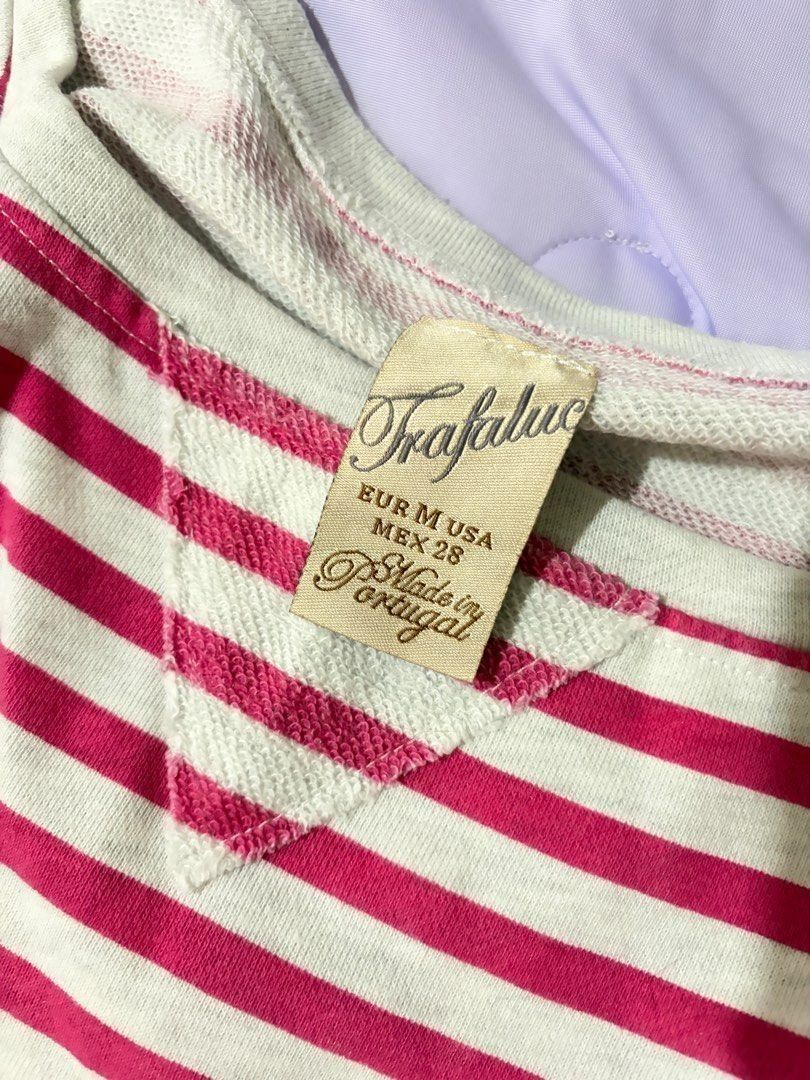 Trafaluc
EUR M USA
MEX 28
Made in
Portugal